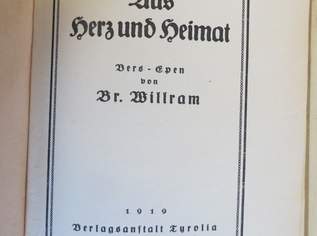 Aus
Herz und Heimat
Vers-Epen
von
Br. Willram
1919
Verlagsanstalt Tyrolia